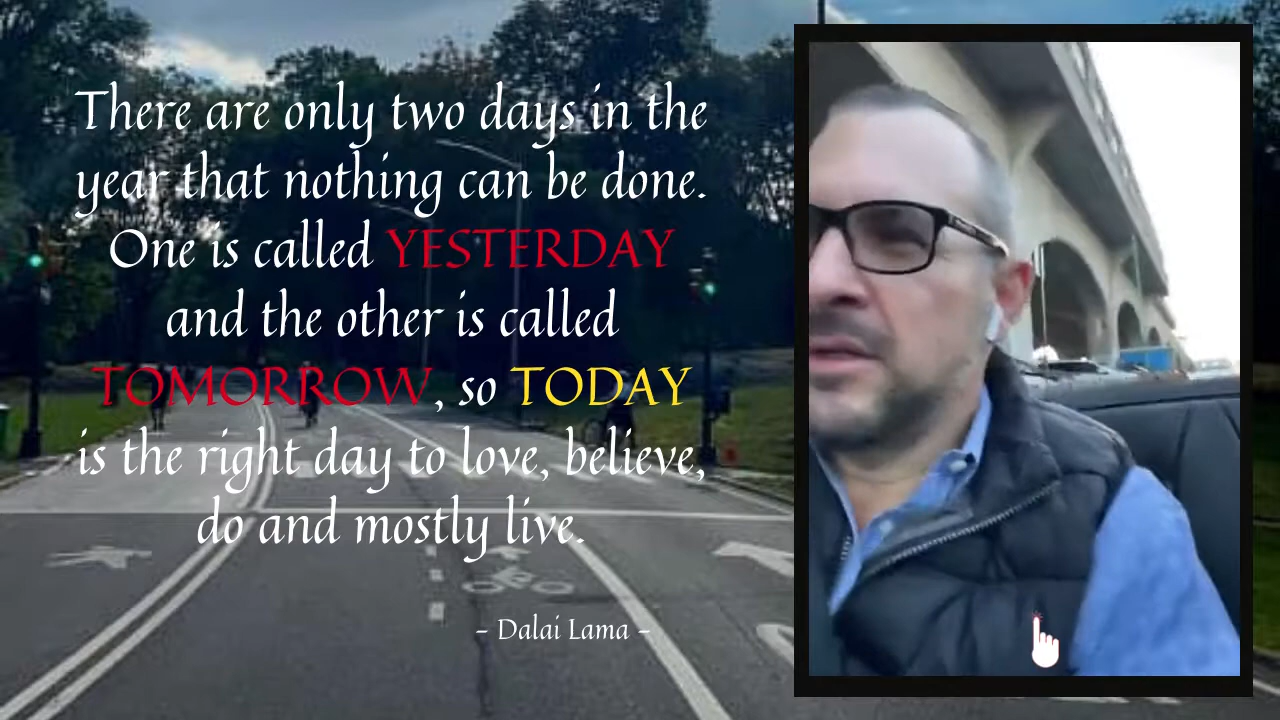 There are only two days in the
year that nothing can be done.
One is called YESTERDAY
and the other is called
TOMORROW, so TODAY
is the right day to love, believe,
do and mostly live.
- Dalai Lama -